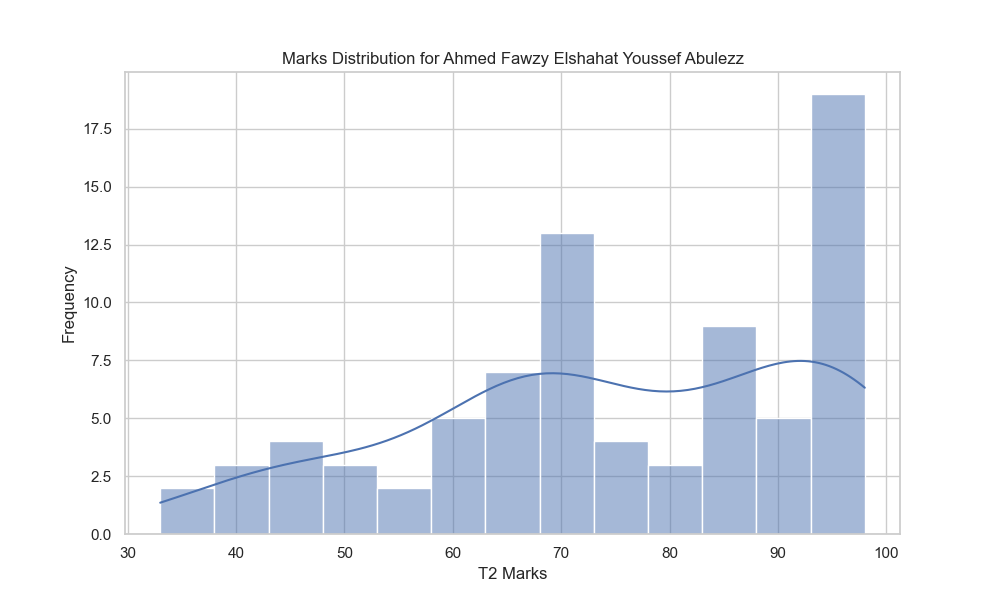 Marks Distribution for Ahmed Fawzy Elshahat Youssef Abulezz
17.5
15.0
12.5
10.0
7.5
5.0
2.5
0.0
Frequency
30 40 50 60 70 80 90 100
T2 Marks